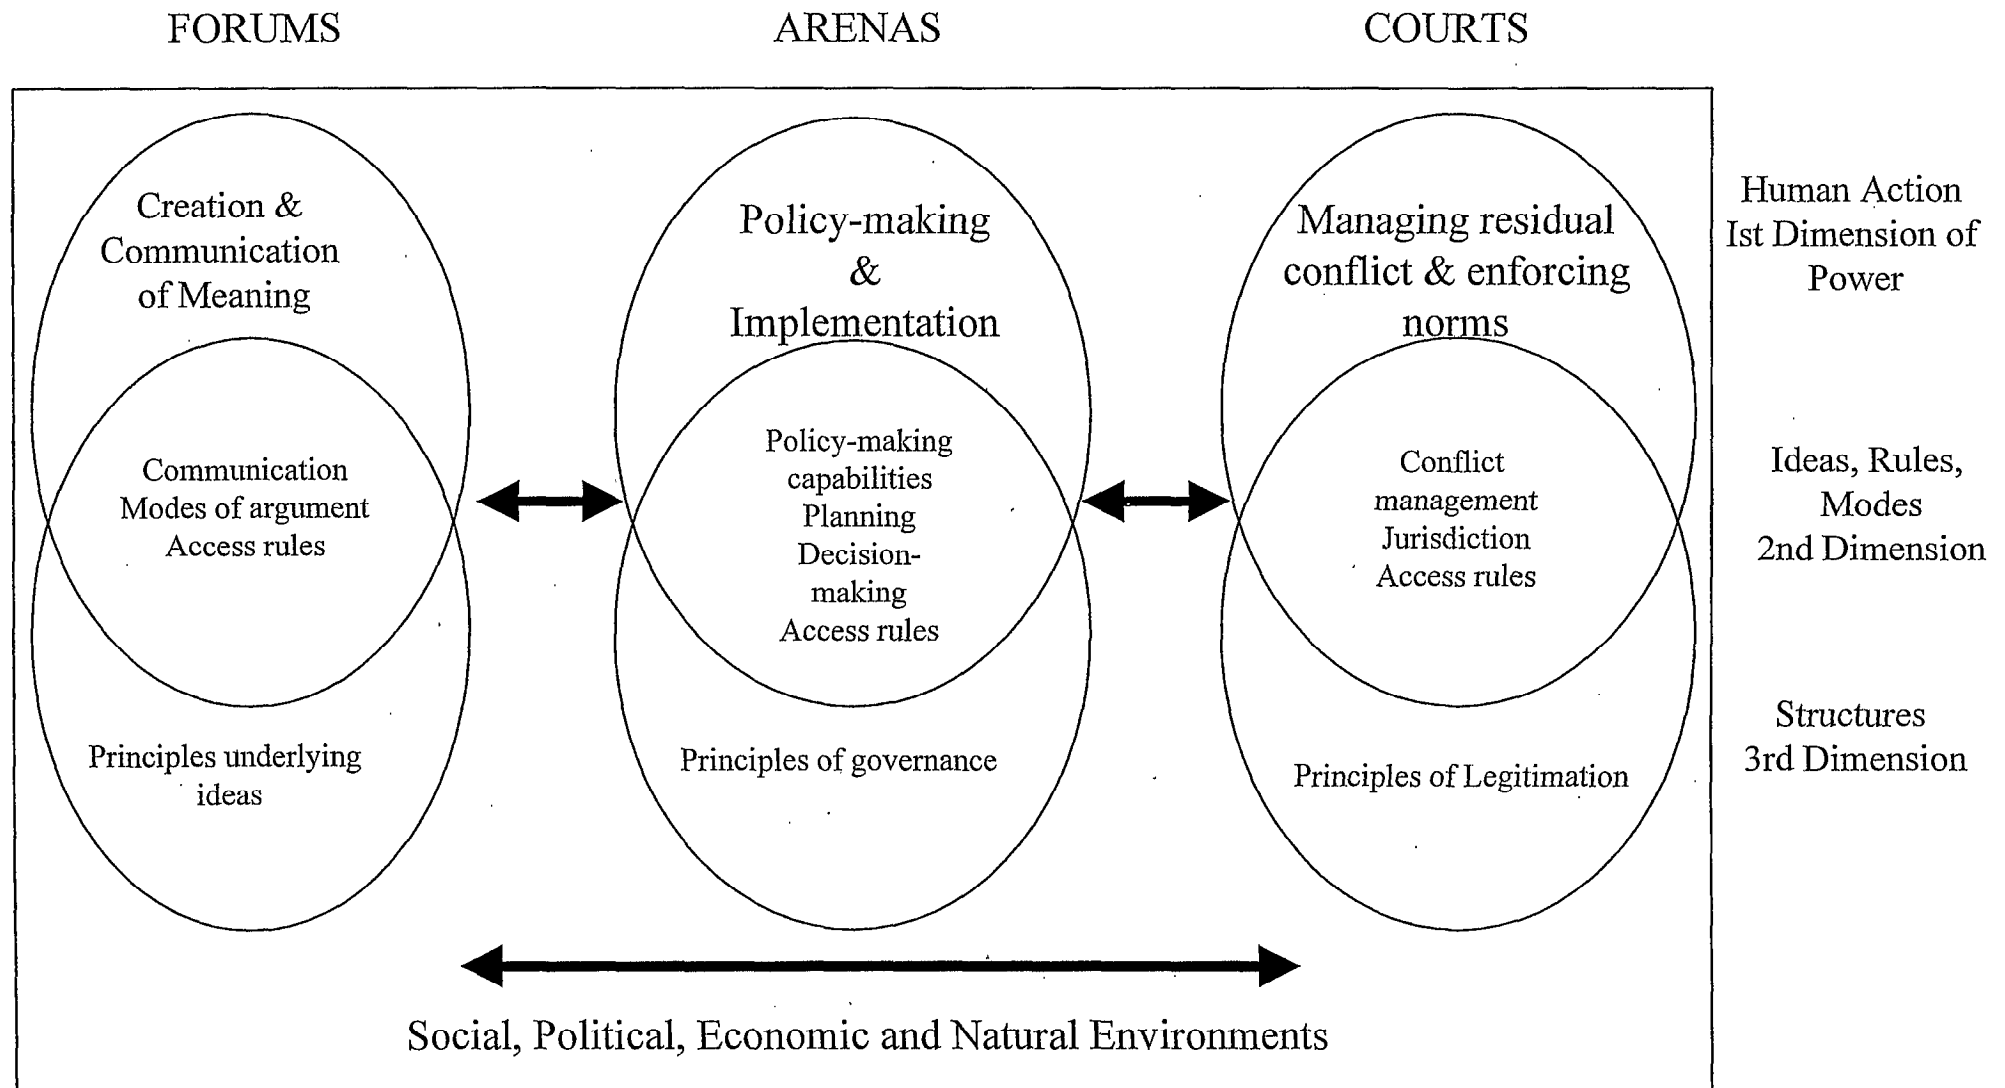 FORUMS
ARENAS
COURTS
Creation &
Communication
of Meaning
Policy-making
&
Implementation
Managing residual
conflict & enforcing
norms
Human Action
Ist Dimension of
Power
Communication
Modes of argument
Access rules
Policy-making
capabilities
Planning
Decision-
making
Access rules
Conflict
management
Jurisdiction
Access rules
Ideas, Rules,
Modes
2nd Dimension
Principles underlying
ideas
Principles of governance
Principles of Legitimation
Structures
3rd Dimension
Social, Political, Economic and Natural Environments